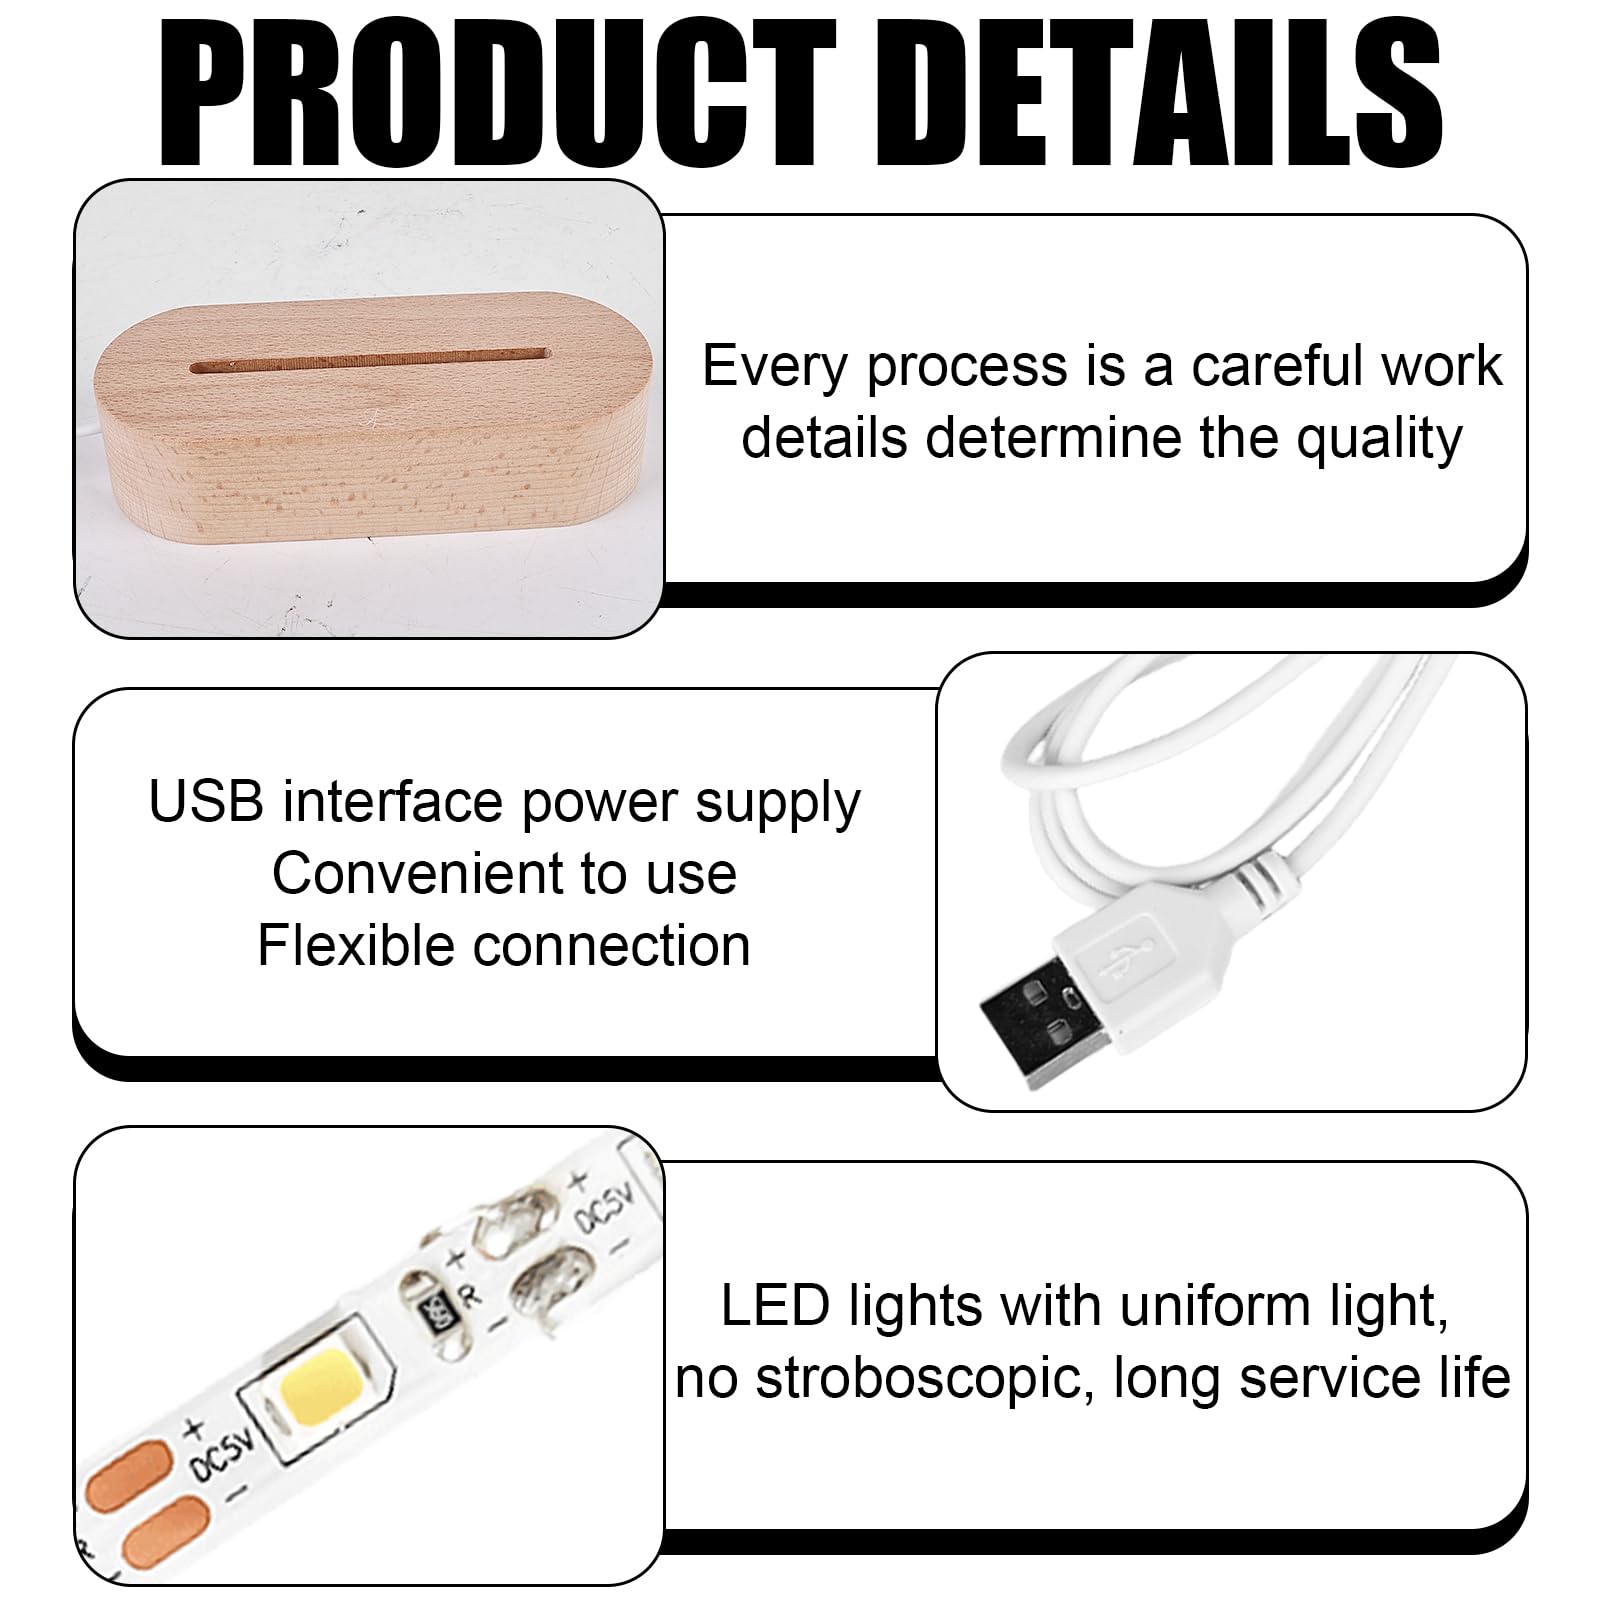 PRODUCT DETAILS
Every process is a careful work
details determine the quality
USB interface power supply
Convenient to use
Flexible connection
LED lights with uniform light,
no stroboscopic, long service life
+
DC5V
-
+
R
-
+
DC5V
-